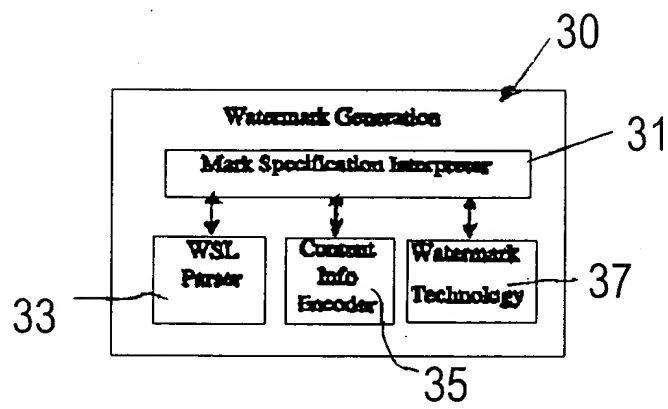 30
Watermark Generation
31
Mark Specification Interpreter
WSL
Parser
Content
Info
Encoder
Watermark
Technology
33
35
37